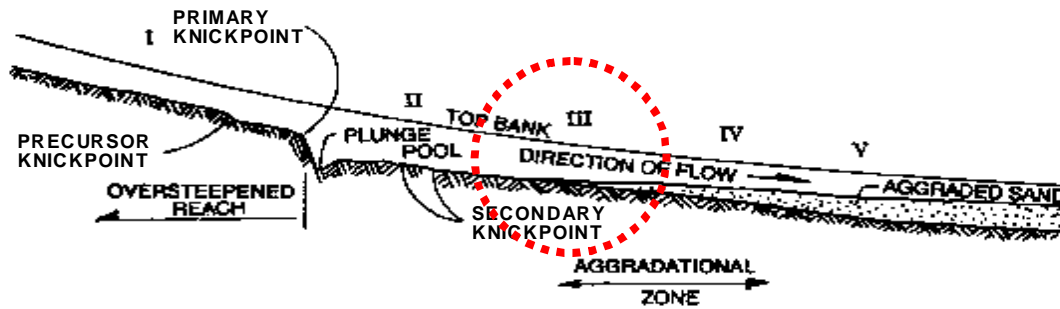 PRIMARY
KNICKPOINT
I
II
TOP BANK
III
IV
V
PRECURSOR
KNICKPOINT
PLUNGE
POOL
DIRECTION OF FLOW
AGGRADED SAND
OVERSTEEPENED
REACH
SECONDARY
KNICKPOINT
AGGRADATIONAL
ZONE